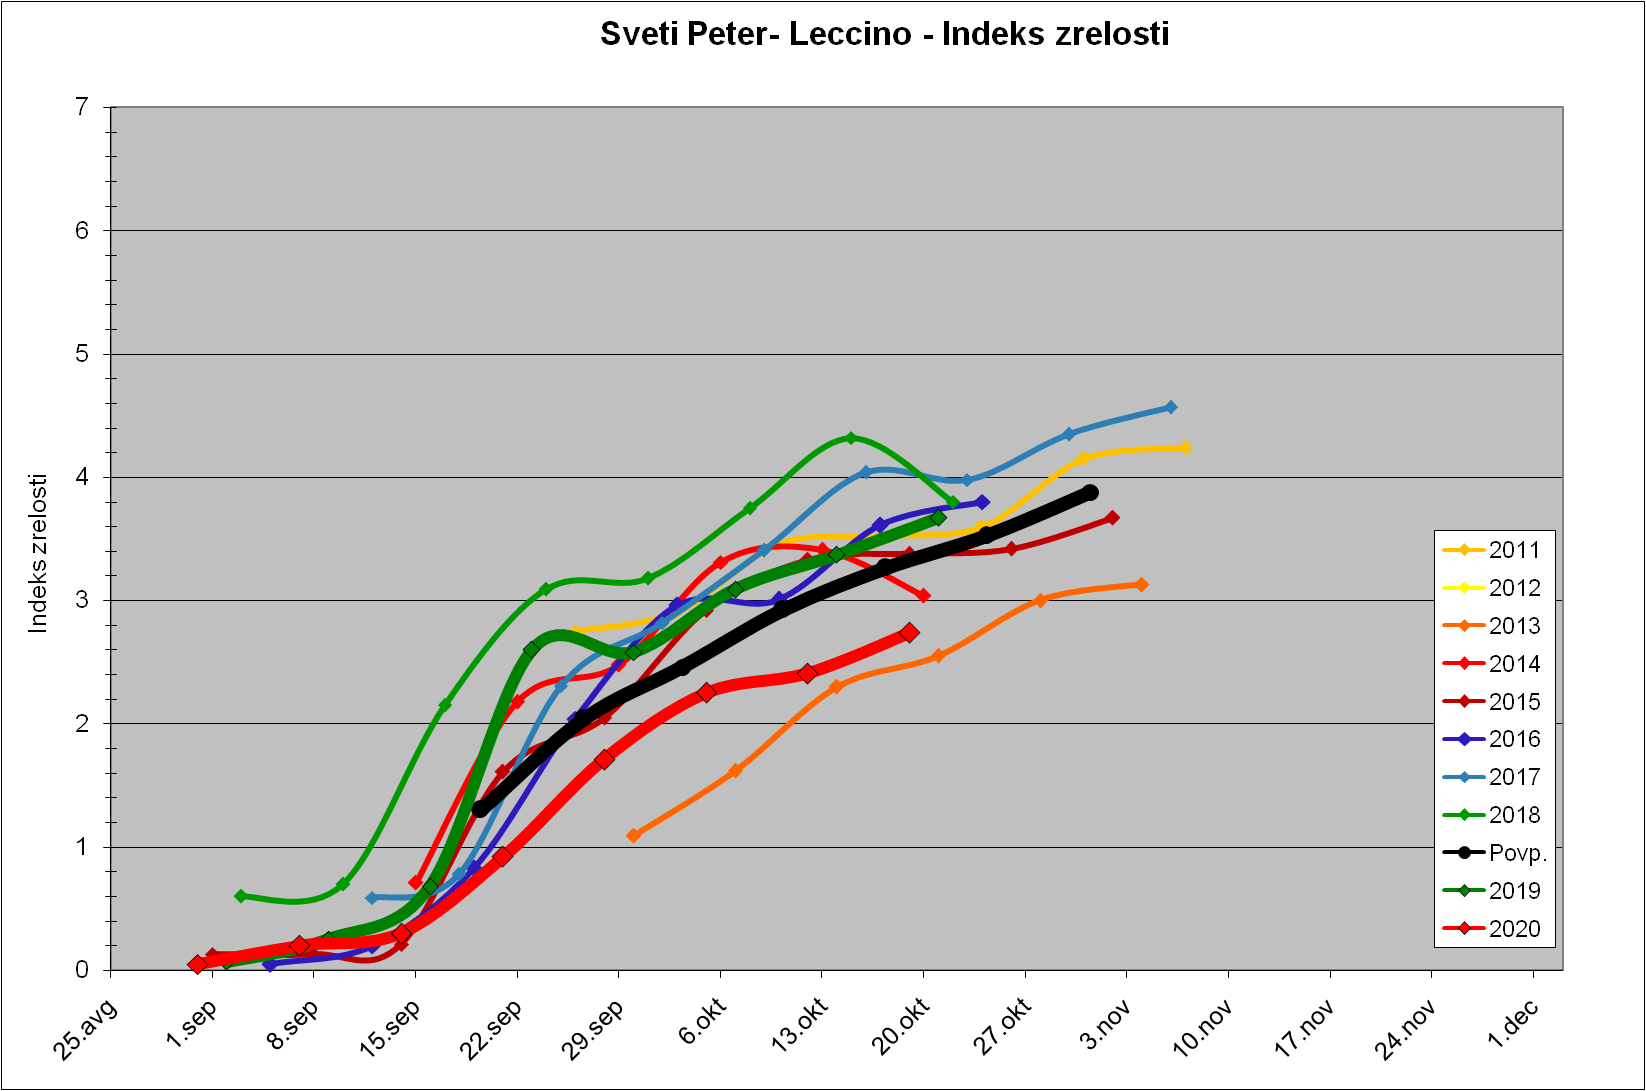 Sveti Peter- Leccino - Indeks zrelosti
7
6
5
4
3
2
1
0
Indeks zrelosti
25.avg
1.sep
8.sep
15.sep
22.sep
29.sep
6.okt
13.okt
20.okt
27.okt
3.nov
10.nov
17.nov
24.nov
1.dec
2011
2012
2013
2014
2015
2016
2017
2018
Povp.
2019
2020